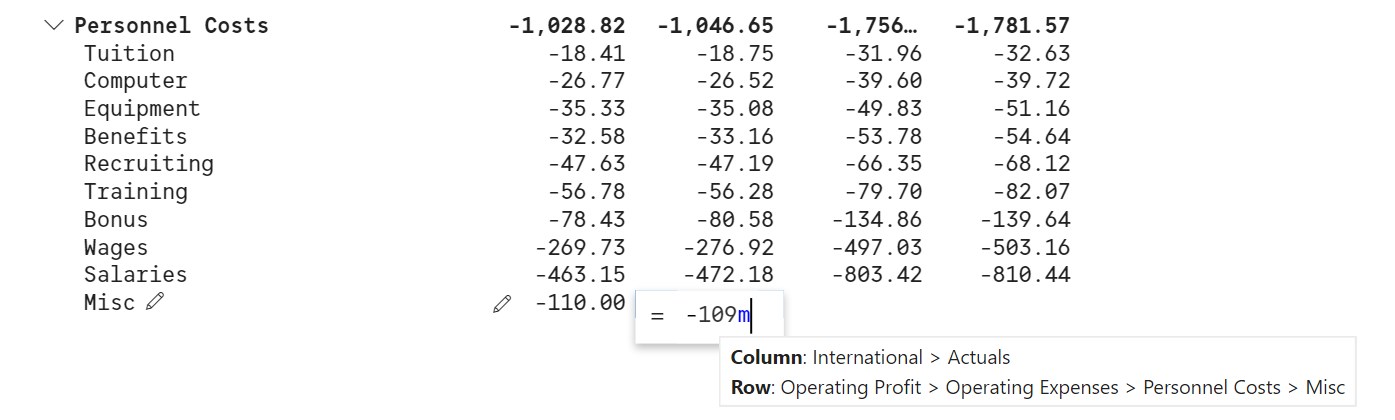 Personnel Costs -1,028.82 -1,046.65 -1,756… -1,781.57
Tuition -18.41 -18.75 -31.96 -32.63
Computer -26.77 -26.52 -39.60 -39.72
Equipment -35.33 -35.08 -49.83 -51.16
Benefits -32.58 -33.16 -53.78 -54.64
Recruiting -47.63 -47.19 -66.35 -68.12
Training -56.78 -56.28 -79.70 -82.07
Bonus -78.43 -80.58 -134.86 -139.64
Wages -269.73 -276.92 -497.03 -503.16
Salaries -463.15 -472.18 -803.42 -810.44
Misc -110.00 = -109m
Column: International > Actuals
Row: Operating Profit > Operating Expenses > Personnel Costs > Misc